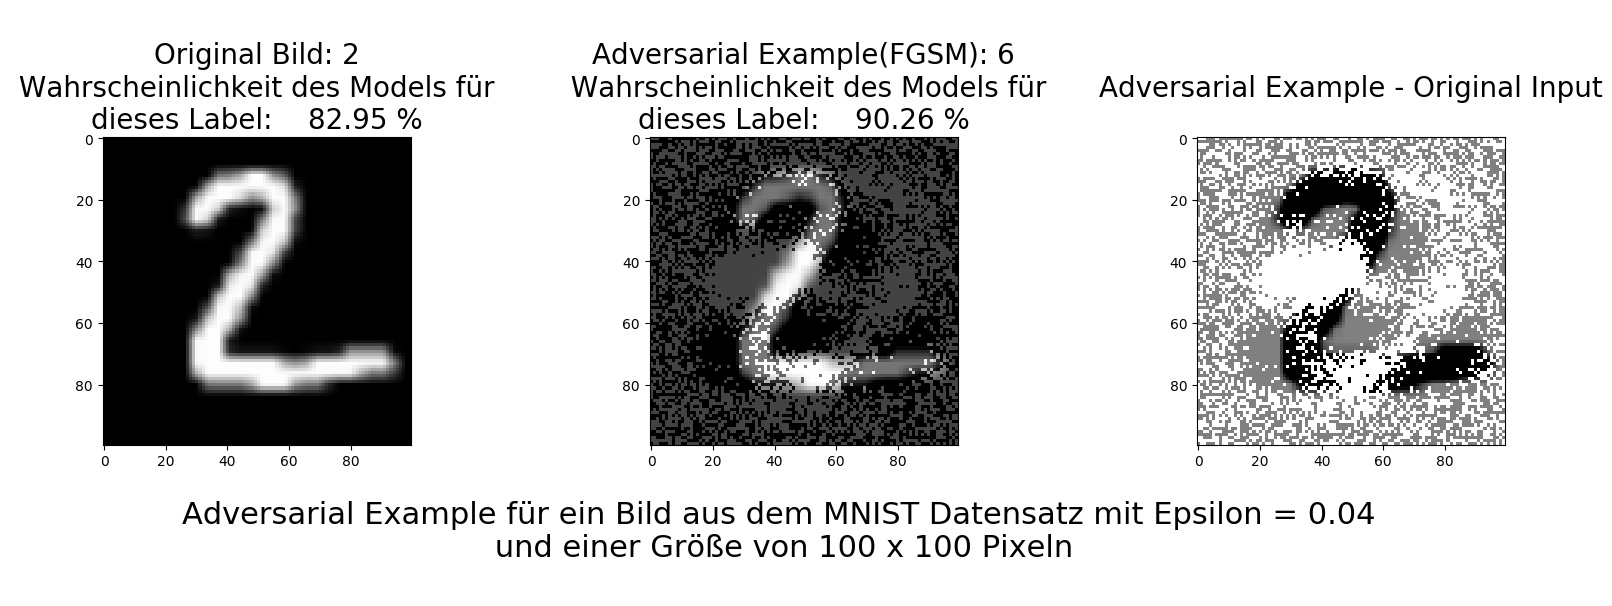 Original Bild: 2
Wahrscheinlichkeit des Models für
dieses Label: 82.95 %
Adversarial Example(FGSM): 6
Wahrscheinlichkeit des Models für
dieses Label: 90.26 %
Adversarial Example - Original Input
0
20
40
60
80
0 20 40 60 80
0
20
40
60
80
0 20 40 60 80
0
20
40
60
80
0 20 40 60 80
Adversarial Example für ein Bild aus dem MNIST Datensatz mit Epsilon = 0.04
und einer Größe von 100 x 100 Pixeln